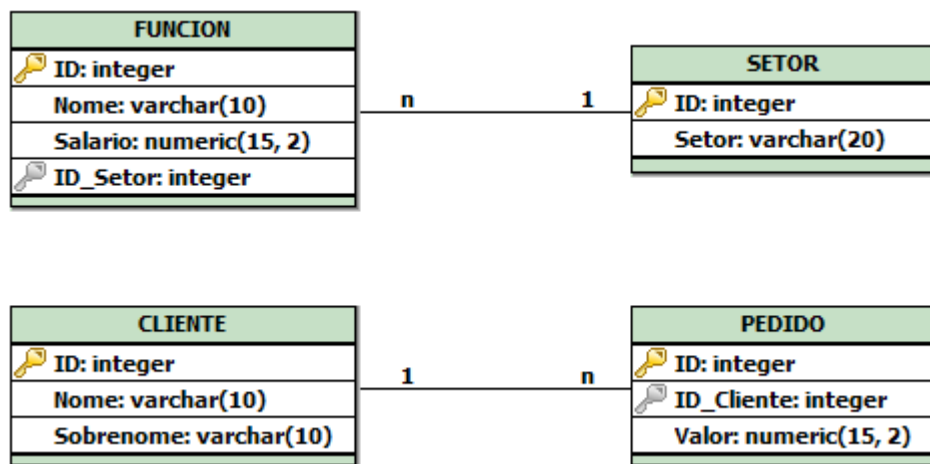 FUNCION
ID: integer
Nome: varchar(10)
Salario: numeric(15, 2)
ID_Setor: integer
n
1
SETOR
ID: integer
Setor: varchar(20)
CLIENTE
ID: integer
Nome: varchar(10)
Sobrenome: varchar(10)
1
n
PEDIDO
ID: integer
ID_Cliente: integer
Valor: numeric(15, 2)